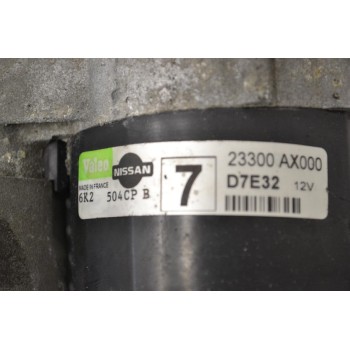 Valeo
MADE IN FRANCE
NISSAN
6K2 504CP B
7
23300 AX000
D7E32 12V